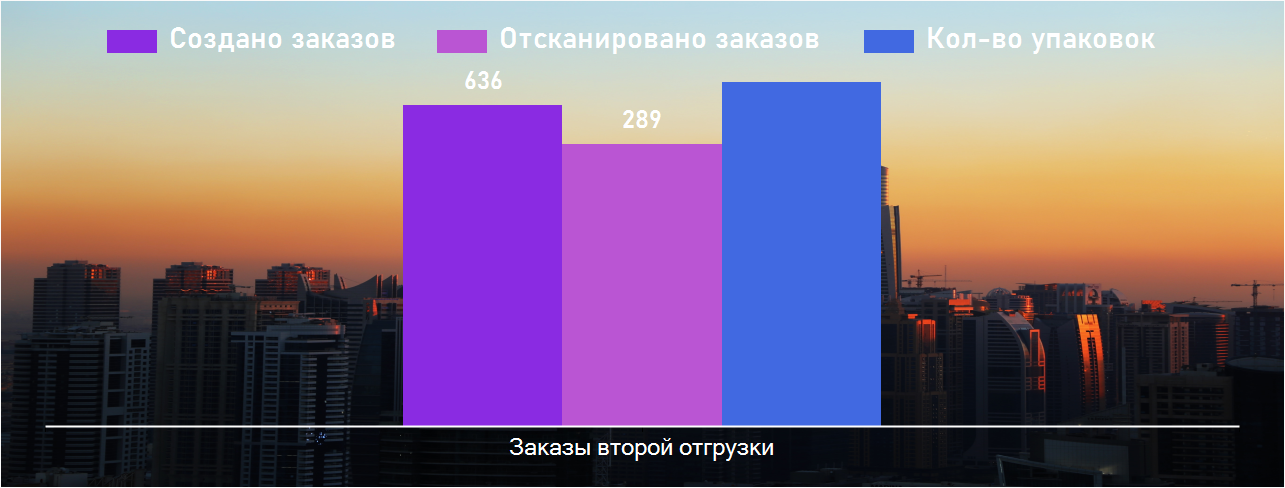 Создано заказов Отсканировано заказов Кол-во упаковок
636
289
Заказы второй отгрузки